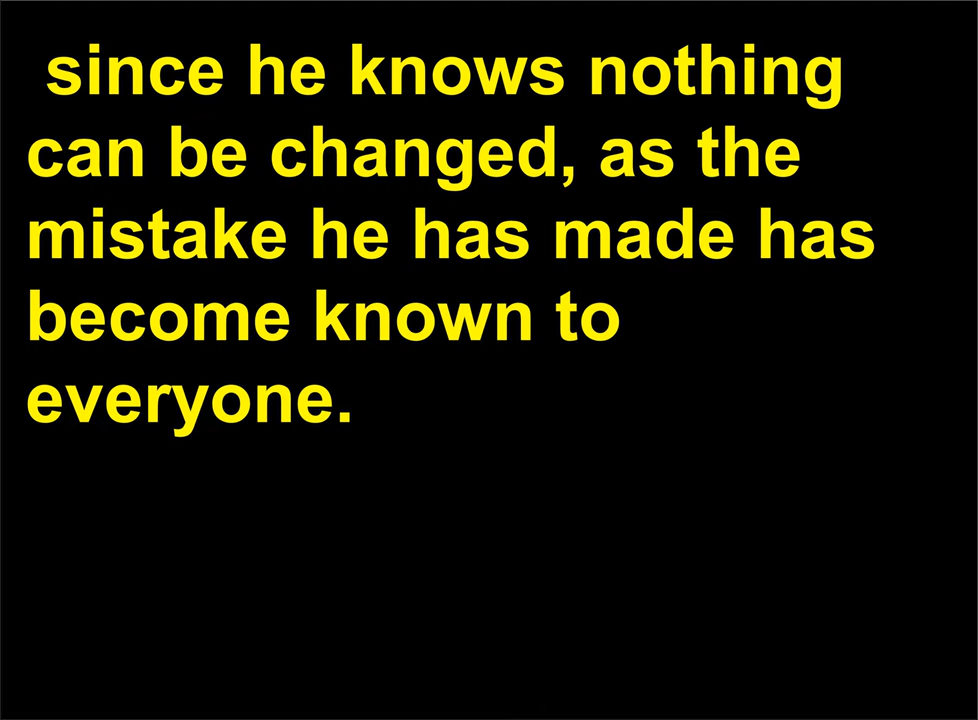 since he knows nothing
can be changed, as the
mistake he has made has
become known to
everyone.